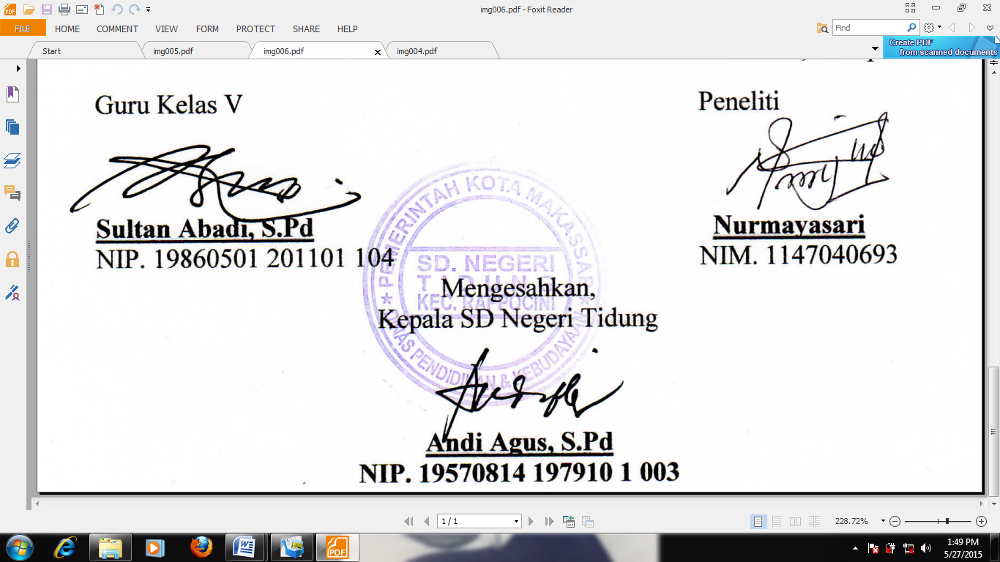 img006.pdf - Foxit Reader
FILE HOME COMMENT VIEW FORM PROTECT SHARE HELP
Find
Start img005.pdf img006.pdf img004.pdf
Create PDF
from scanned documents
Guru Kelas V
Peneliti
Sultan Abadi, S.Pd
NIP. 19860501 201101 104
Nurmayasari
NIM. 1147040693
PEMERINTAH KOTA MAKASSAR
SD. NEGERI
TIDUNG
KEC. RAPPOCINI
DINAS PENDIDIKAN & KEBUDAYAAN
Mengesahkan,
Kepala SD Negeri Tidung
Andi Agus, S.Pd
NIP. 19570814 197910 1 003
1 / 1
228.72%
1:49 PM
5/27/2015